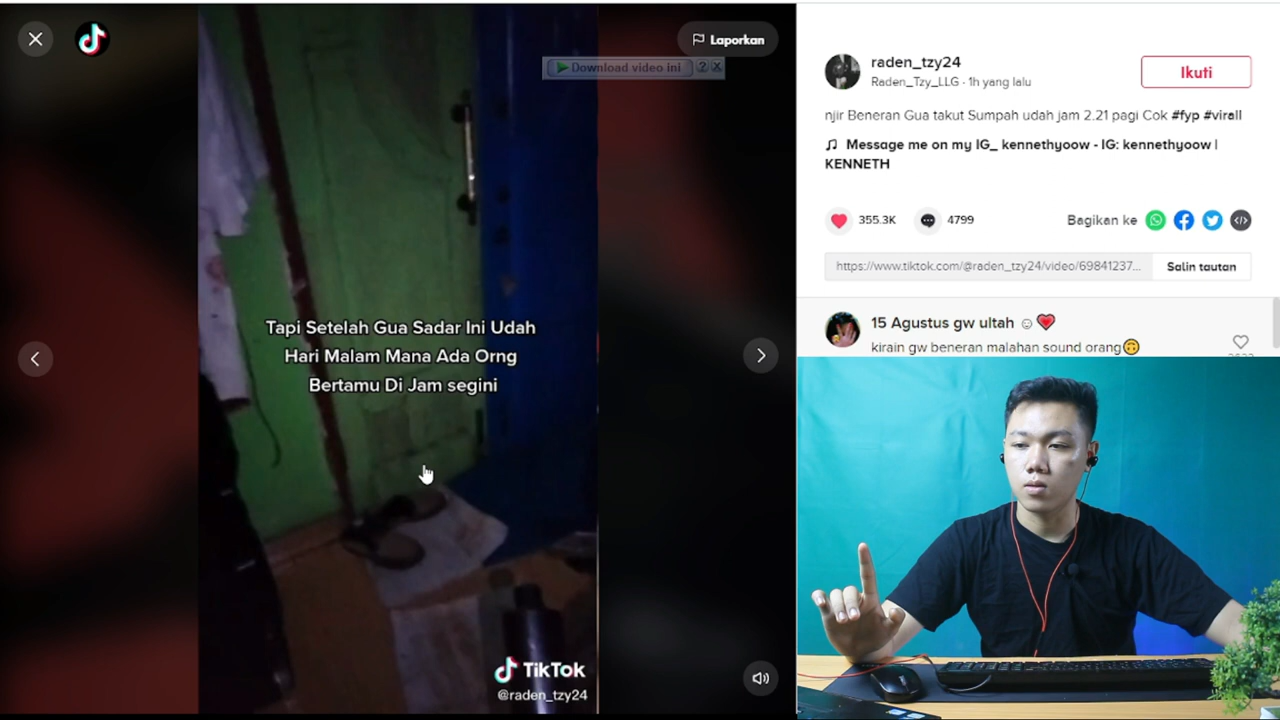 Laporkan
Download video ini
?
Tapi Setelah Gua Sadar Ini Udah
Hari Malam Mana Ada Orng
Bertamu Di Jam segini
TikTok
@raden_tzy24
raden_tzy24
Raden_Tzy_LLG · 1h yang lalu
Ikuti
njir Beneran Gua takut Sumpah udah jam 2.21 pagi Cok #fyp #virall
Message me on my IG_ kennethyoow - IG: kennethyoow |
KENNETH
355.3K
4799
Bagikan ke
https://www.tiktok.com/@raden_tzy24/video/69841237...
Salin tautan
15 Agustus gw ultah
kirain gw beneran malahan sound orang